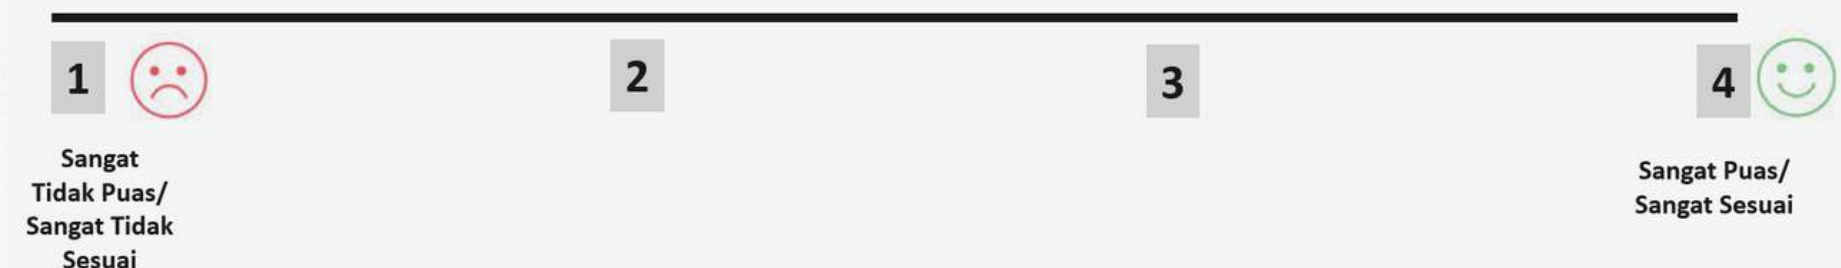 1
2
3
4
Sangat
Tidak Puas/
Sangat Tidak
Sesuai
Sangat Puas/
Sangat Sesuai